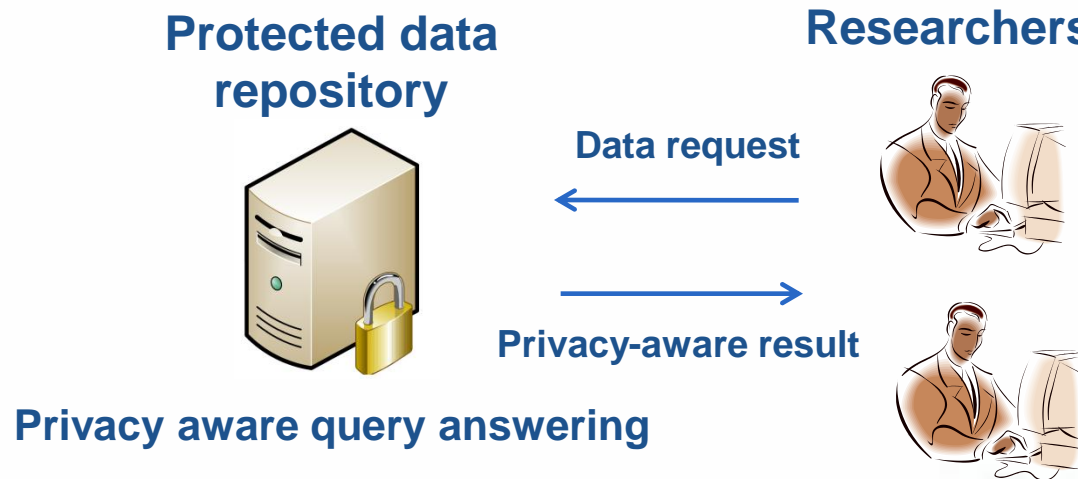 Protected data
repository
Researchers
Data request
Privacy-aware result
Privacy aware query answering